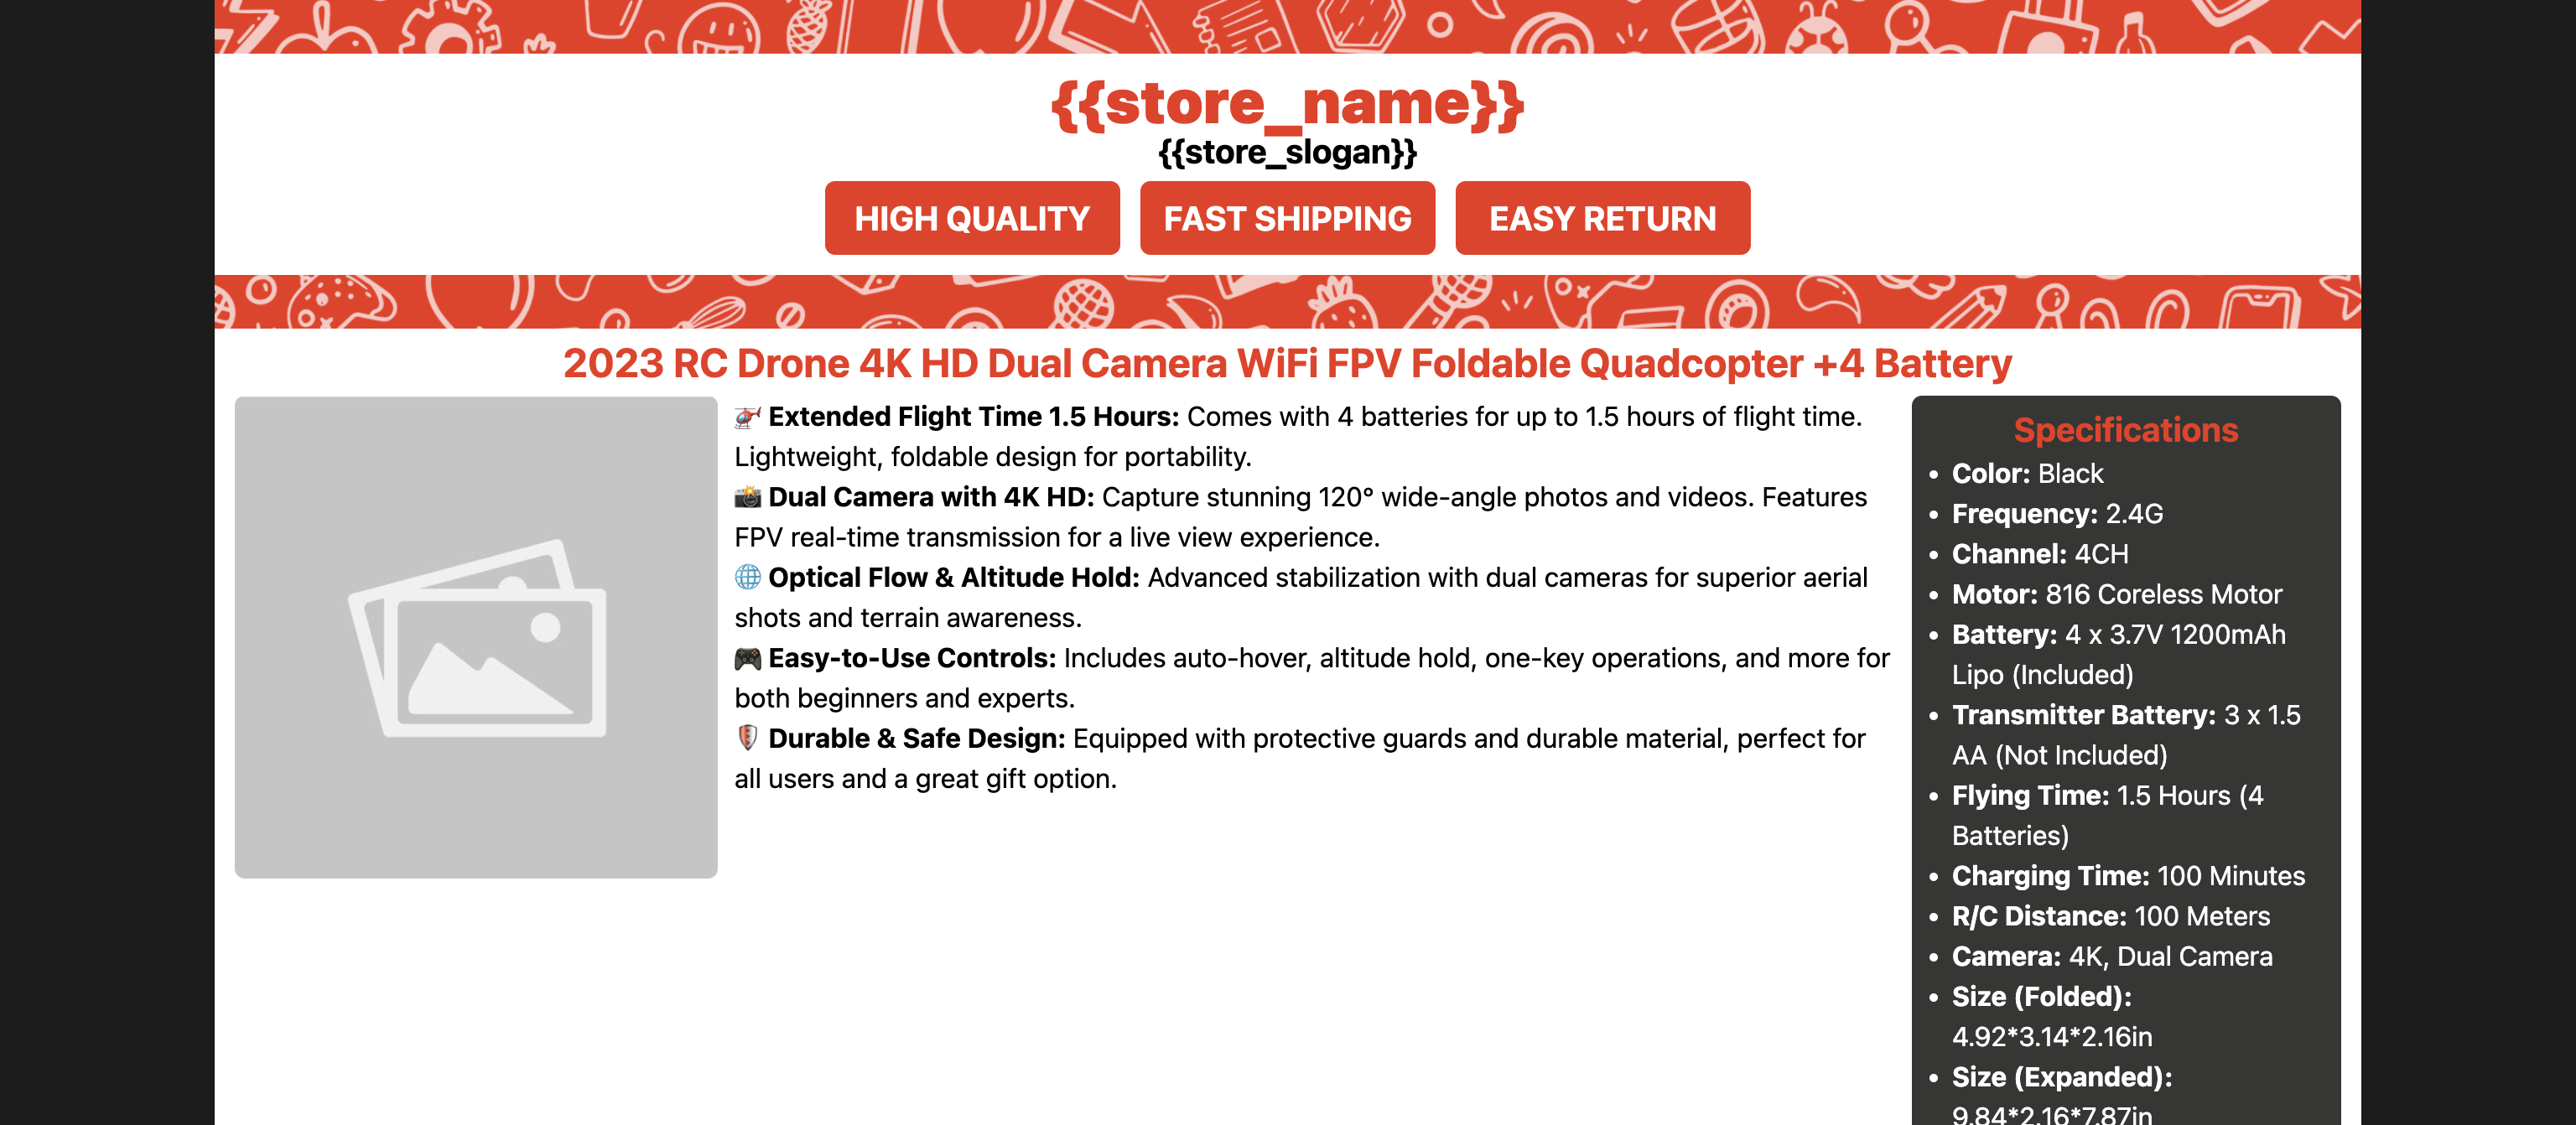 {{store_name}}
{{store_slogan}}
HIGH QUALITY
FAST SHIPPING
EASY RETURN
2023 RC Drone 4K HD Dual Camera WiFi FPV Foldable Quadcopter +4 Battery
🚁 Extended Flight Time 1.5 Hours: Comes with 4 batteries for up to 1.5 hours of flight time.
Lightweight, foldable design for portability.
📸 Dual Camera with 4K HD: Capture stunning 120° wide-angle photos and videos. Features
FPV real-time transmission for a live view experience.
🌐 Optical Flow & Altitude Hold: Advanced stabilization with dual cameras for superior aerial
shots and terrain awareness.
🎮 Easy-to-Use Controls: Includes auto-hover, altitude hold, one-key operations, and more for
both beginners and experts.
🛡️ Durable & Safe Design: Equipped with protective guards and durable material, perfect for
all users and a great gift option.
Specifications
• Color: Black
• Frequency: 2.4G
• Channel: 4CH
• Motor: 816 Coreless Motor
• Battery: 4 x 3.7V 1200mAh
Lipo (Included)
• Transmitter Battery: 3 x 1.5
AA (Not Included)
• Flying Time: 1.5 Hours (4
Batteries)
• Charging Time: 100 Minutes
• R/C Distance: 100 Meters
• Camera: 4K, Dual Camera
• Size (Folded):
4.92*3.14*2.16in
• Size (Expanded):
9.84*2.16*7.87in